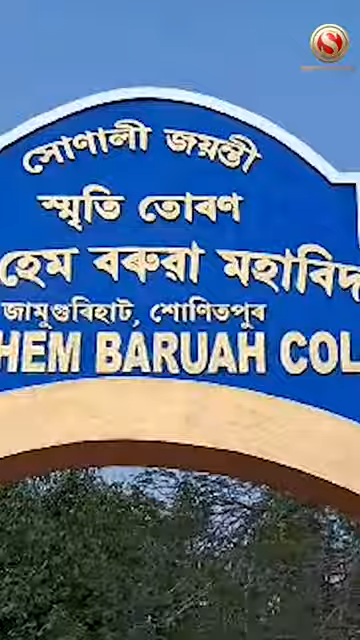 সোণালী জয়ন্তী
স্মৃতি তোৰণ
হেম বৰুৱা মহাবিদ
জামুগুৰিহাট, শোণিতপুৰ
HEM BARUAH COL